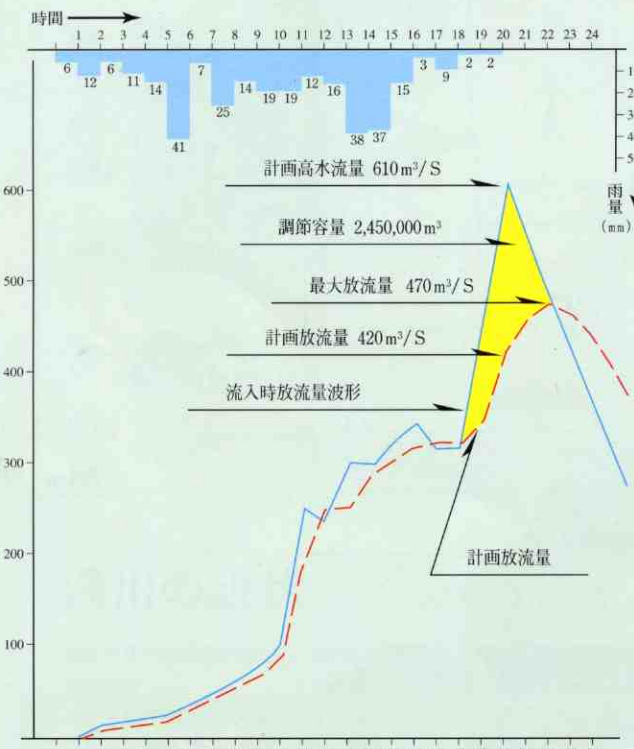 時間
1 2 3 4 5 6 7 8 9 10 11 12 13 14 15 16 17 18 19 20 21 22 23 24
6 12 6 11 14 41 7 25 14 19 19 12 16 38 37 15 3 9 2 2
1
2
3
4
5
雨量
(mm)
600
計画高水流量 610m³/S
調節容量 2,450,000m³
500
最大放流量 470m³/S
計画放流量 420m³/S
400
流入時放流量波形
300
200
計画放流量
100